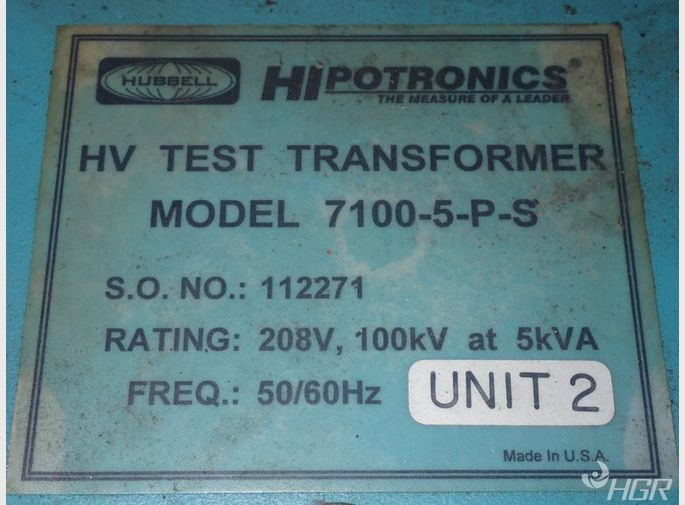 HUBBELL HIPOTRONICS®
THE MEASURE OF A LEADER
HV TEST TRANSFORMER
MODEL 7100-5-P-S
S.O. NO.: 112271
RATING: 208V, 100kV at 5kVA
FREQ.: 50/60Hz UNIT 2
Made In U.S.A.
HGR